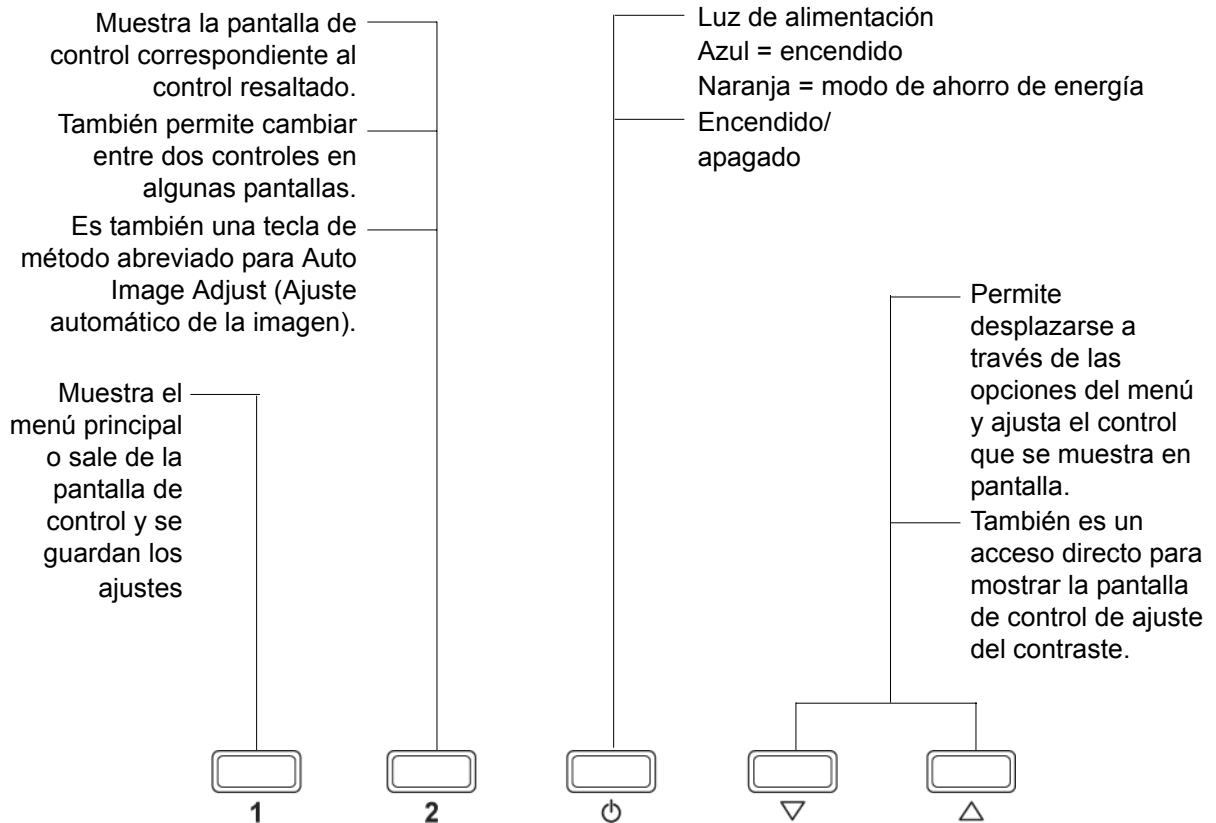 Muestra la pantalla de
control correspondiente al
control resaltado.
También permite cambiar
entre dos controles en
algunas pantallas.
Es también una tecla de
método abreviado para Auto
Image Adjust (Ajuste
automático de la imagen).
Muestra el
menú principal
o sale de la
pantalla de
control y se
guardan los
ajustes
Luz de alimentación
Azul = encendido
Naranja = modo de ahorro de energía
Encendido/
apagado
Permite
desplazarse a
través de las
opciones del menú
y ajusta el control
que se muestra en
pantalla.
También es un
acceso directo para
mostrar la pantalla
de control de ajuste
del contraste.
1
2